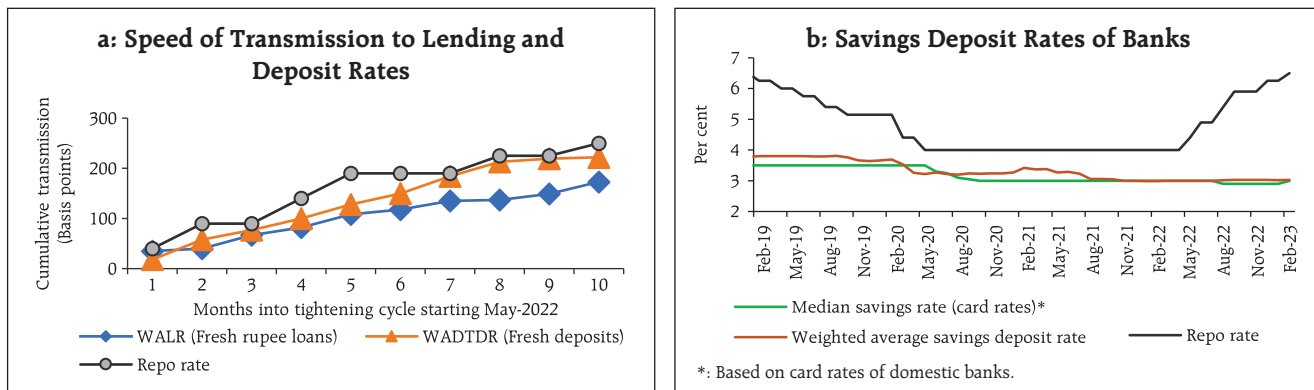 a: Speed of Transmission to Lending and
Deposit Rates
Cumulative transmission
(Basis points)
300
200
100
0
1 2 3 4 5 6 7 8 9 10
Months into tightening cycle starting May-2022
WALR (Fresh rupee loans) WADTDR (Fresh deposits)
Repo rate
b: Savings Deposit Rates of Banks
Per cent
7
6
5
4
3
2
Feb-19
May-19
Aug-19
Nov-19
Feb-20
May-20
Aug-20
Nov-20
Feb-21
May-21
Aug-21
Nov-21
Feb-22
May-22
Aug-22
Nov-22
Feb-23
Median savings rate (card rates)*
Weighted average savings deposit rate Repo rate
*: Based on card rates of domestic banks.